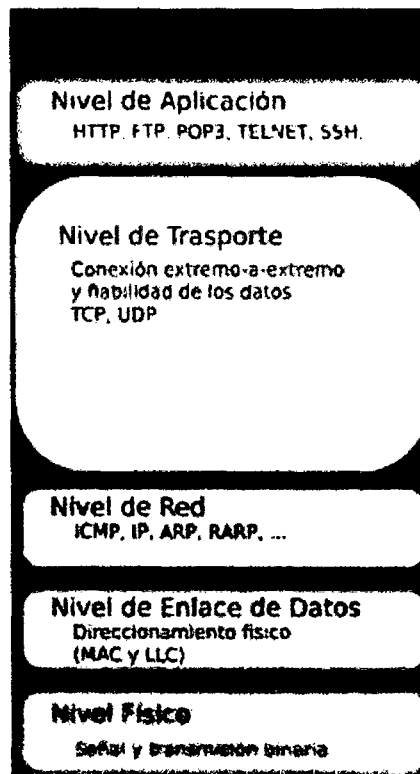 Nivel de Aplicación
HTTP. FTP. POP3, TELNET, SSH.
Nivel de Trasporte
Conexión extremo-a-extremo
y fiabilidad de los datos
TCP, UDP
Nivel de Red
ICMP, IP, ARP, RARP, ...
Nivel de Enlace de Datos
Direccionamiento fisico
(MAC y LLC)
Nivel Físico
Señal y transmisión binaria